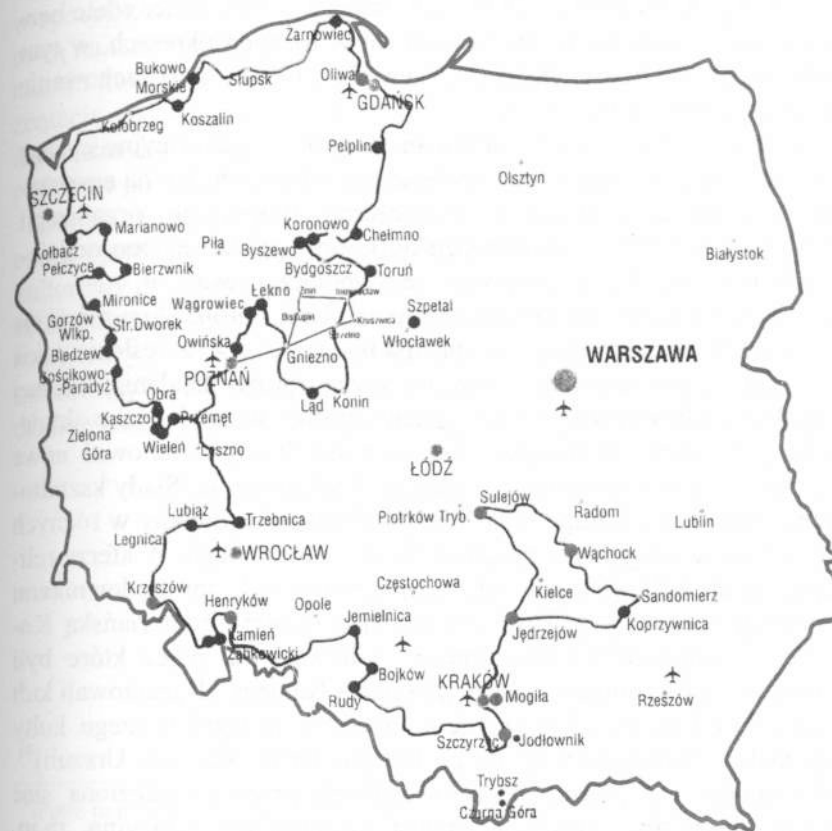 Żarnowiec
Bukowo
Morskie
Słupsk
Oliwa
GDAŃSK
Kołobrzeg
Koszalin
Pelplin
Olsztyn
SZCZECIN
Marianowo
Koronowo
Chełmno
Białystok
Kołbacz
Piła
Byszewo
Pełczyce
Bierzwnik
Bydgoszcz
Toruń
Łekno
Żnin
Inowrocław
Mironice
Wągrowiec
Szpetal
Gorzów
Wlkp.
Str.Dworek
Biskupin
Kruszwica
Owińska
Strzelno
Włocławek
Bledzew
Gniezno
WARSZAWA
POZNAŃ
Gościkowo-
Paradyż
Obra
Ląd
Konin
Kaszczor
Przemęt
Zielona
Góra
Wieleń
Leszno
ŁÓDŹ
Sulejów
Lubiąż
Trzebnica
Piotrków Tryb.
Radom
Lublin
Legnica
WROCŁAW
Wąchock
Krzeszów
Częstochowa
Kielce
Henryków
Opole
Sandomierz
Jemielnica
Jędrzejów
Koprzywnica
Kamień
Ząbkowicki
Bojków
KRAKÓW
Mogiła
Rudy
Rzeszów
Szczyrzyc
Jodłownik
Trybsz
Czarna Góra